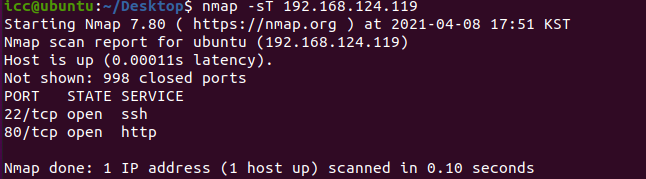 icc@ubuntu:~/Desktop$ nmap -sT 192.168.124.119
Starting Nmap 7.80 ( https://nmap.org ) at 2021-04-08 17:51 KST
Nmap scan report for ubuntu (192.168.124.119)
Host is up (0.00011s latency).
Not shown: 998 closed ports
PORT   STATE SERVICE
22/tcp open  ssh
80/tcp open  http
Nmap done: 1 IP address (1 host up) scanned in 0.10 seconds